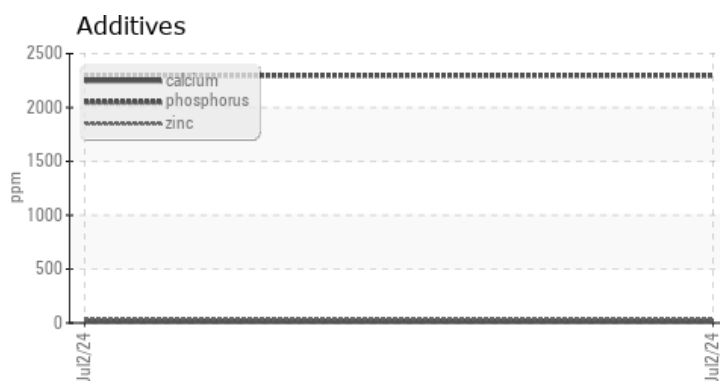 Additives
2500
2000
1500
1000
500
0
ppm
calcium
phosphorus
zinc
Jul2/24
Jul2/24